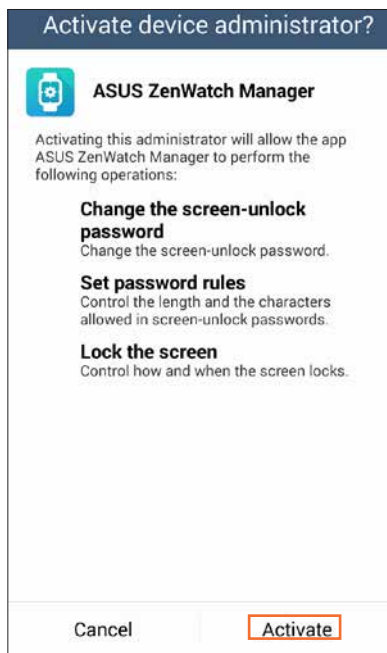 Activate device administrator?
ASUS ZenWatch Manager
Activating this administrator will allow the app
ASUS ZenWatch Manager to perform the
following operations:
Change the screen-unlock
password
Change the screen-unlock password.
Set password rules
Control the length and the characters
allowed in screen-unlock passwords.
Lock the screen
Control how and when the screen locks.
Cancel
Activate